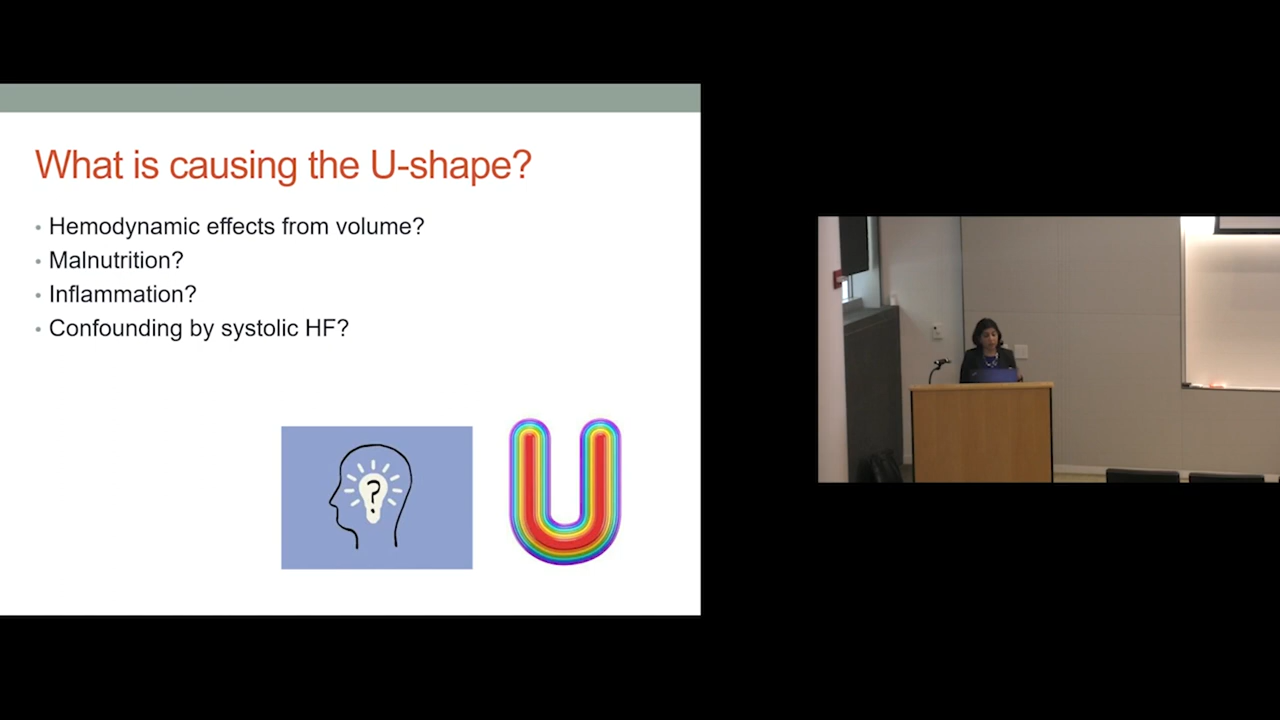 What is causing the U-shape?
• Hemodynamic effects from volume?
• Malnutrition?
• Inflammation?
• Confounding by systolic HF?
?
U